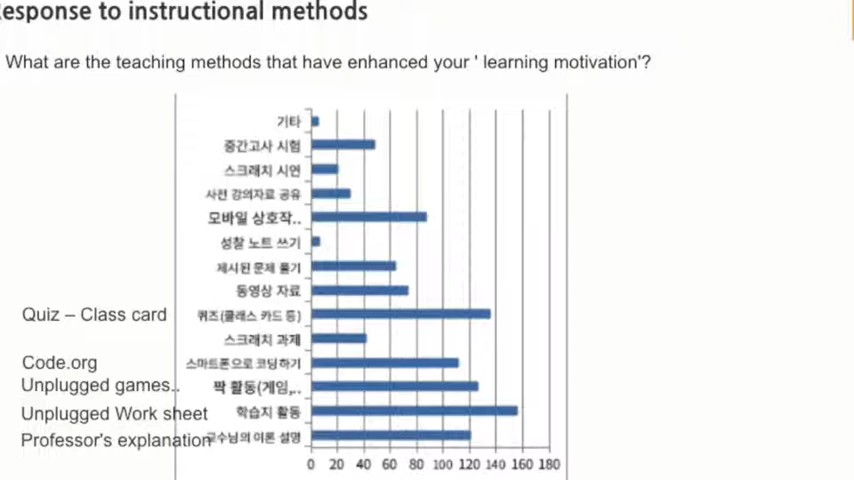 esponse to instructional methods
What are the teaching methods that have enhanced your ' learning motivation'?
기타
중간고사 시험
스크래치 시연
사전 강의자료 공유
모바일 상호작..
성찰 노트 쓰기
제시된 문제 풀기
동영상 자료
Quiz – Class card 퀴즈(클래스 카드 등)
스크래치 과제
Code.org 스마트폰으로 코딩하기
Unplugged games.. 짝 활동(게임,..
Unplugged Work sheet 학습지 활동
Professor's explanation 교수님의 이론 설명
0 20 40 60 80 100 120 140 160 180